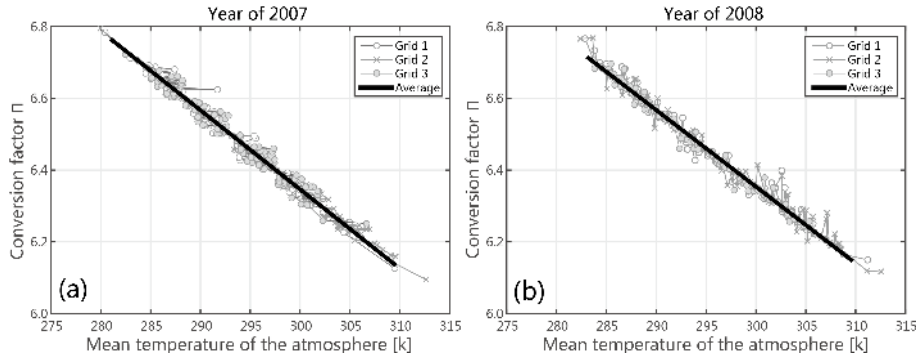 Year of 2007
6.8
6.6
6.4
6.2
6.0
Conversion factor Π
Grid 1
Grid 2
Grid 3
Average
(a)
275 280 285 290 295 300 305 310 315
Mean temperature of the atmosphere [k]
Year of 2008
6.8
6.6
6.4
6.2
6.0
Conversion factor Π
Grid 1
Grid 2
Grid 3
Average
(b)
275 280 285 290 295 300 305 310 315
Mean temperature of the atmosphere [k]